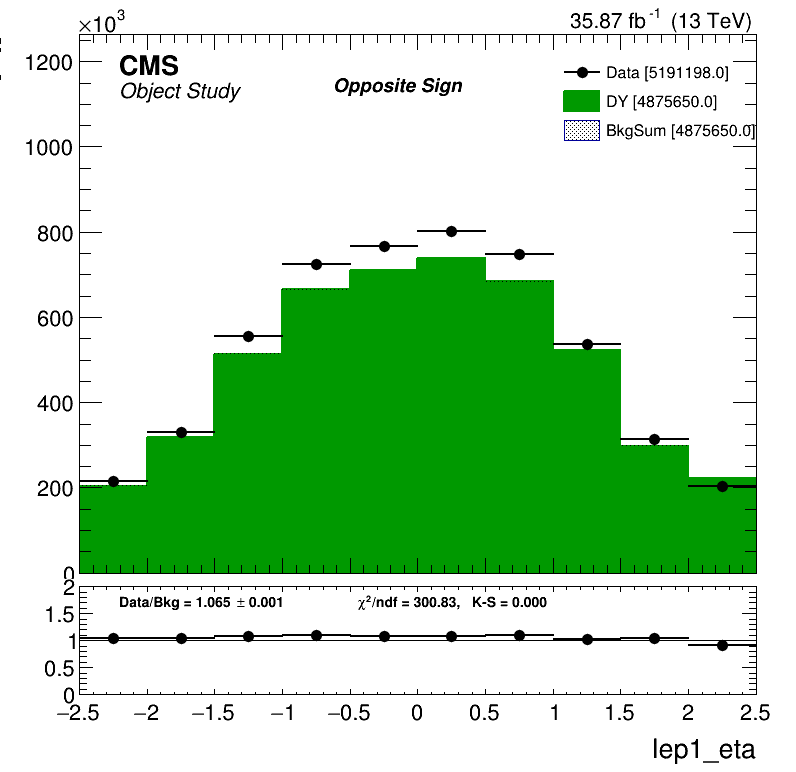 ×10³
35.87 fb⁻¹ (13 TeV)
CMS
Object Study
Opposite Sign
Data [5191198.0]
DY [4875650.0]
BkgSum [4875650.0]
1200
1000
800
600
400
200
0
Data/Bkg = 1.065 ± 0.001
χ²/ndf = 300.83, K-S = 0.000
2
1.5
1
0.5
0
−2.5 −2 −1.5 −1 −0.5 0 0.5 1 1.5 2 2.5
lep1_eta